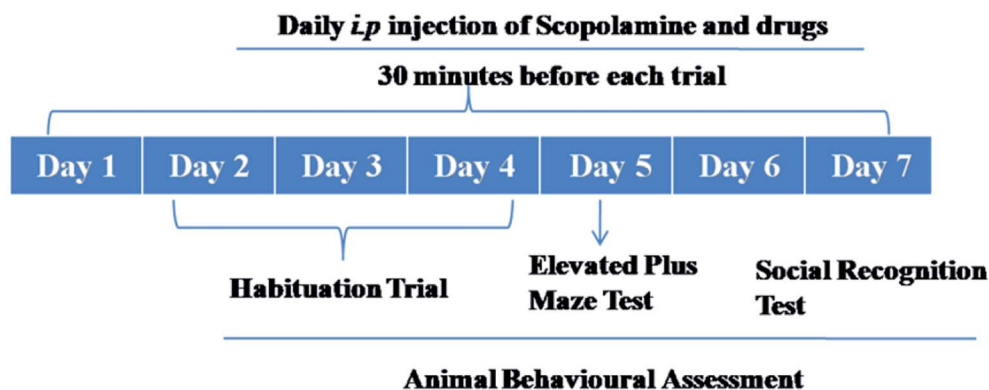 Daily i.p injection of Scopolamine and drugs
30 minutes before each trial
Day 1 Day 2 Day 3 Day 4 Day 5 Day 6 Day 7
Habituation Trial
Elevated Plus
Maze Test
Social Recognition
Test
Animal Behavioural Assessment